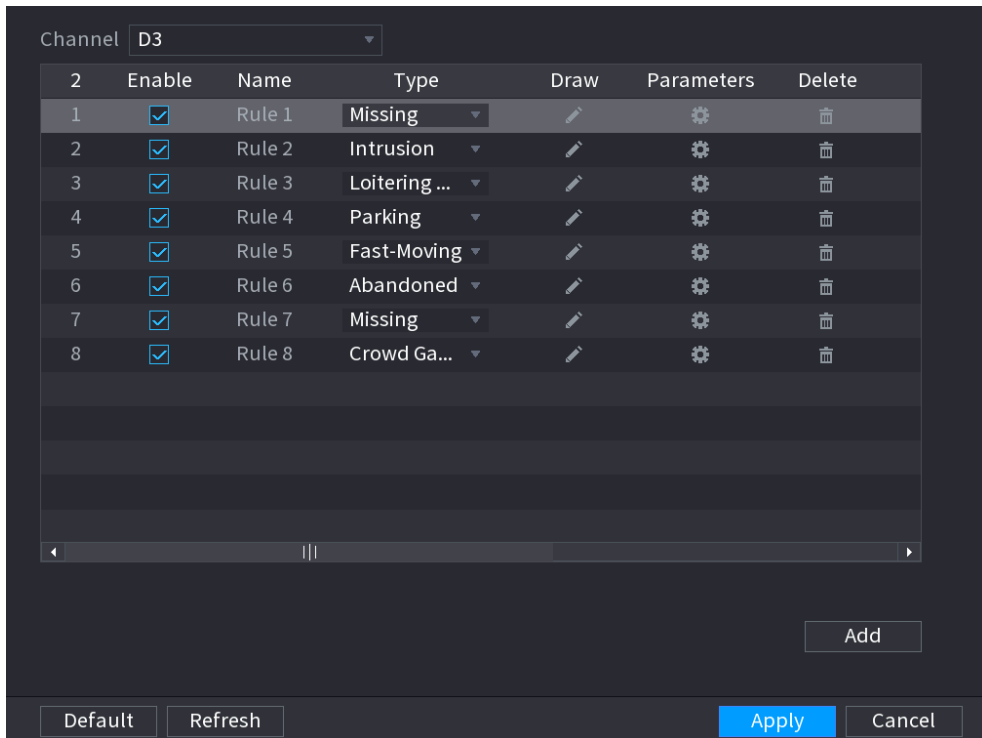 Channel D3
2 Enable Name Type Draw Parameters Delete
1 Rule 1 Missing
2 Rule 2 Intrusion
3 Rule 3 Loitering ...
4 Rule 4 Parking
5 Rule 5 Fast-Moving
6 Rule 6 Abandoned
7 Rule 7 Missing
8 Rule 8 Crowd Ga...
Add
Default Refresh Apply Cancel